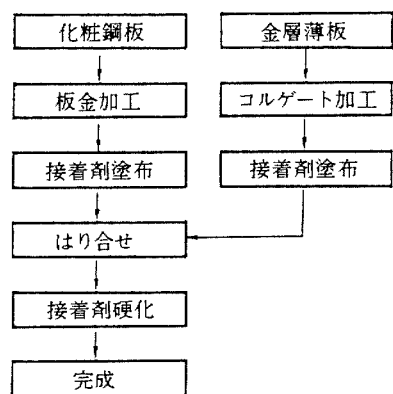 化粧鋼板
金層薄板
板金加工
コルゲート加工
接着剤塗布
接着剤塗布
はり合せ
接着剤硬化
完成